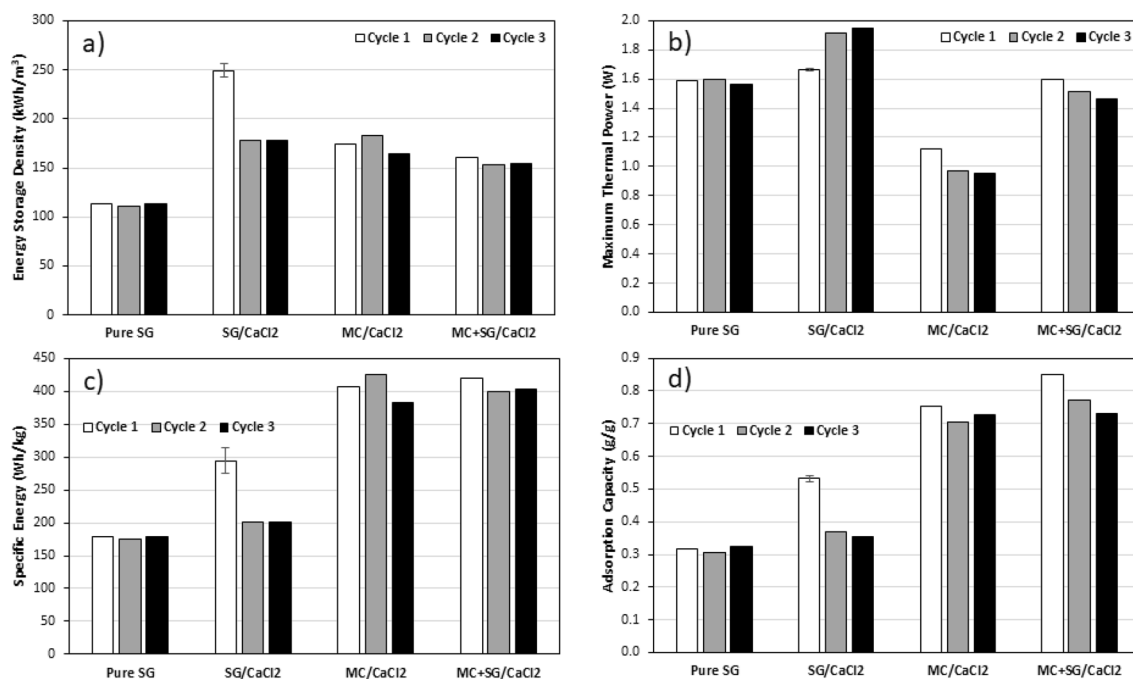 a)
Energy Storage Density (kWh/m³)
300
250
200
150
100
50
0
Cycle 1 Cycle 2 Cycle 3
Pure SG SG/CaCl2 MC/CaCl2 MC+SG/CaCl2
b)
Maximum Thermal Power (W)
2.0
1.8
1.6
1.4
1.2
1.0
0.8
0.6
0.4
0.2
0.0
Cycle 1 Cycle 2 Cycle 3
Pure SG SG/CaCl2 MC/CaCl2 MC+SG/CaCl2
c)
Specific Energy (Wh/kg)
450
400
350
300
250
200
150
100
50
0
Cycle 1 Cycle 2 Cycle 3
Pure SG SG/CaCl2 MC/CaCl2 MC+SG/CaCl2
d)
Adsorption Capacity (g/g)
0.9
0.8
0.7
0.6
0.5
0.4
0.3
0.2
0.1
0.0
Cycle 1 Cycle 2 Cycle 3
Pure SG SG/CaCl2 MC/CaCl2 MC+SG/CaCl2